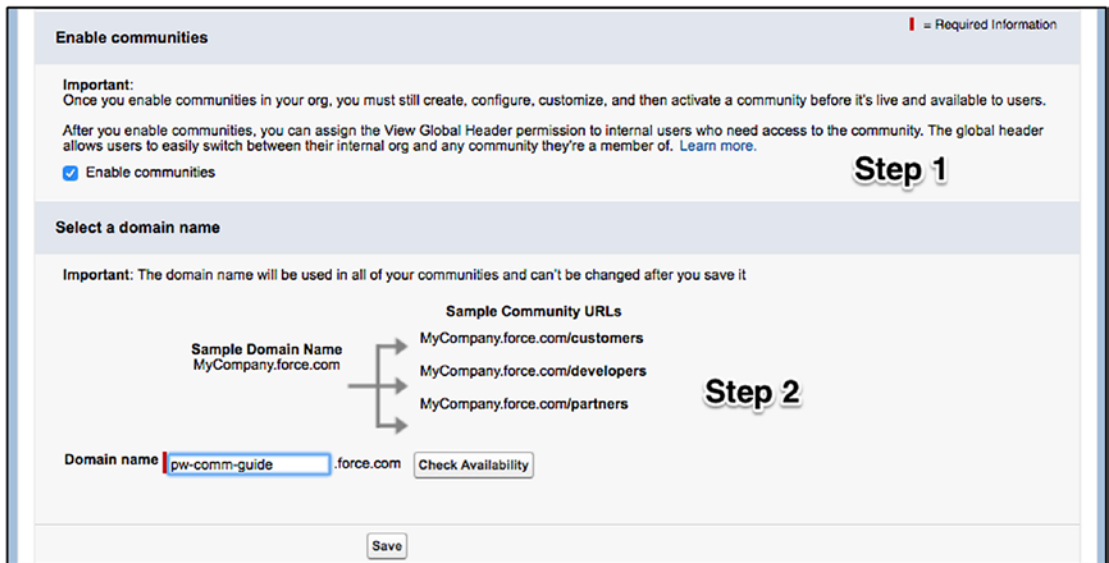 Enable communities
= Required Information
Important:
Once you enable communities in your org, you must still create, configure, customize, and then activate a community before it's live and available to users.
After you enable communities, you can assign the View Global Header permission to internal users who need access to the community. The global header
allows users to easily switch between their internal org and any community they're a member of. Learn more.
Enable communities
Step 1
Select a domain name
Important: The domain name will be used in all of your communities and can't be changed after you save it
Sample Community URLs
Sample Domain Name
MyCompany.force.com
MyCompany.force.com/customers
MyCompany.force.com/developers
MyCompany.force.com/partners
Step 2
Domain name pw-comm-guide .force.com Check Availability
Save